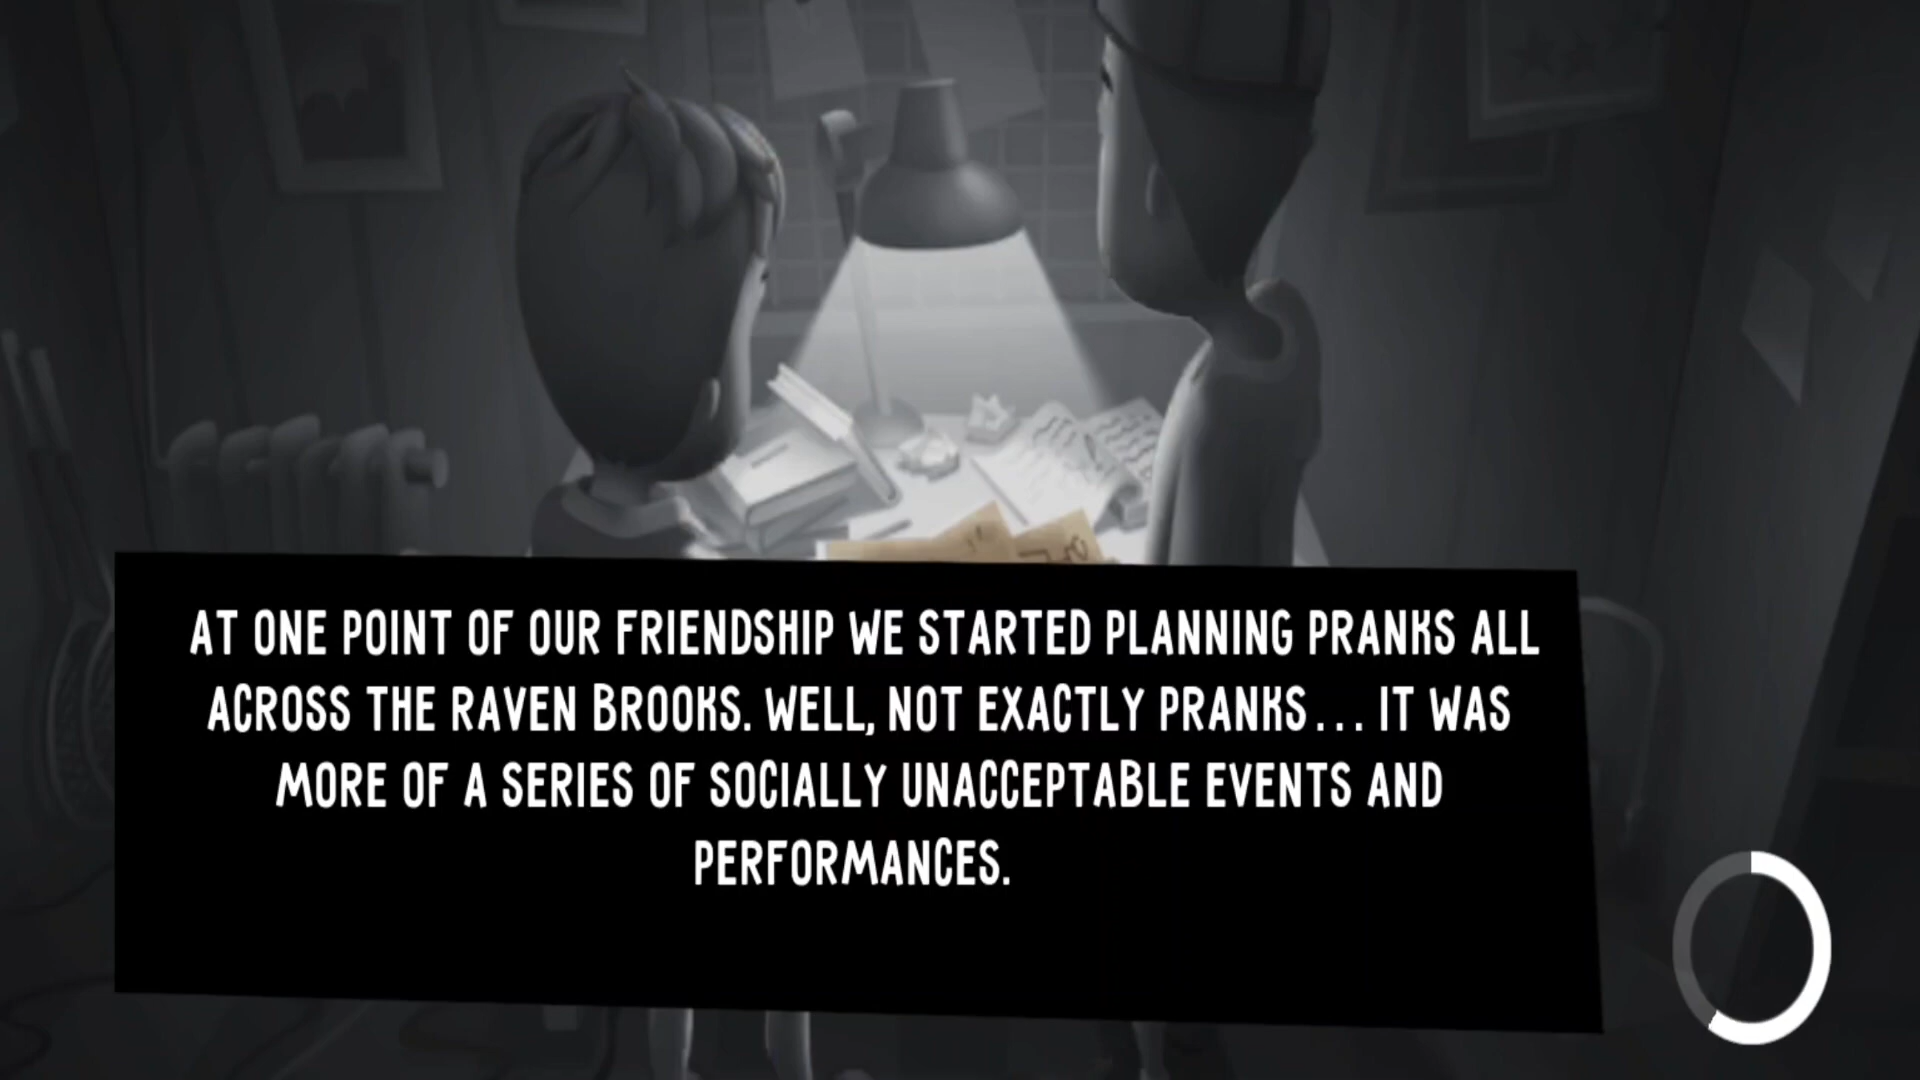 AT ONE POINT OF OUR FRIENDSHIP WE STARTED PLANNING PRANKS ALL
ACROSS THE RAVEN BROOKS. WELL, NOT EXACTLY PRANKS... IT WAS
MORE OF A SERIES OF SOCIALLY UNACCEPTABLE EVENTS AND
PERFORMANCES.